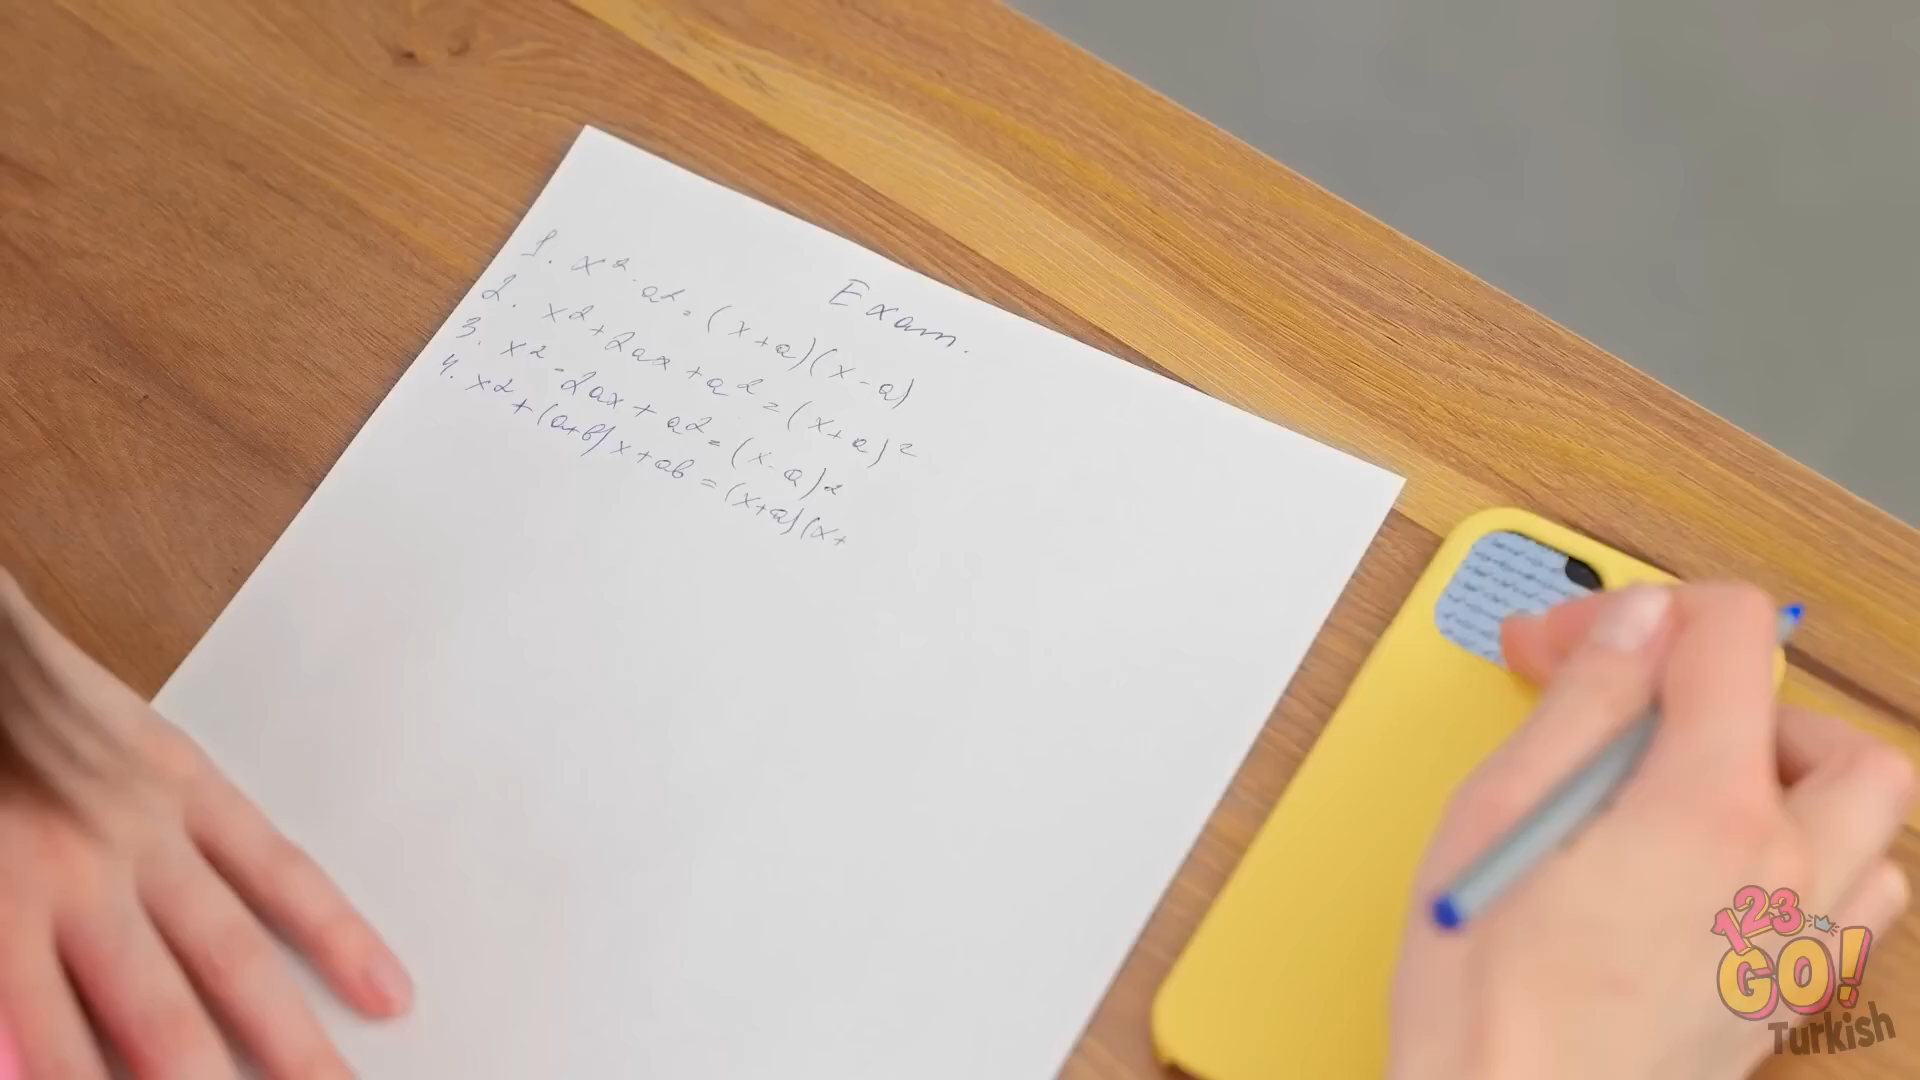 Exam.
1. x² - a² = (x+a)(x-a)
2. x² + 2ax + a² = (x+a)²
3. x² - 2ax + a² = (x-a)²
4. x² + (a+b)x + ab = (x+a)(x+
123
GO!
Turkish